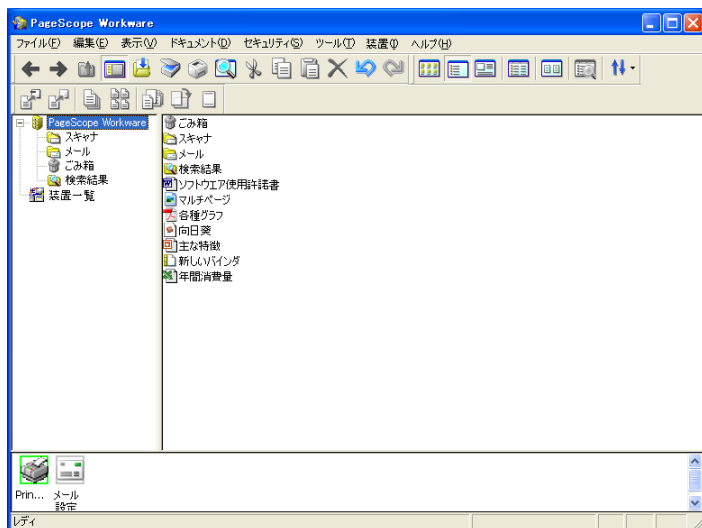 PageScope Workware
ファイル(F) 編集(E) 表示(V) ドキュメント(D) セキュリティ(S) ツール(T) 装置(I) ヘルプ(H)
PageScope Workware
スキャナ
メール
ごみ箱
検索結果
装置一覧
ごみ箱
スキャナ
メール
検索結果
ソフトウエア使用許諾書
マルチページ
各種グラフ
向日葵
主な特徴
新しいバインダ
年間消費量
Prin... メール
設定
レディ